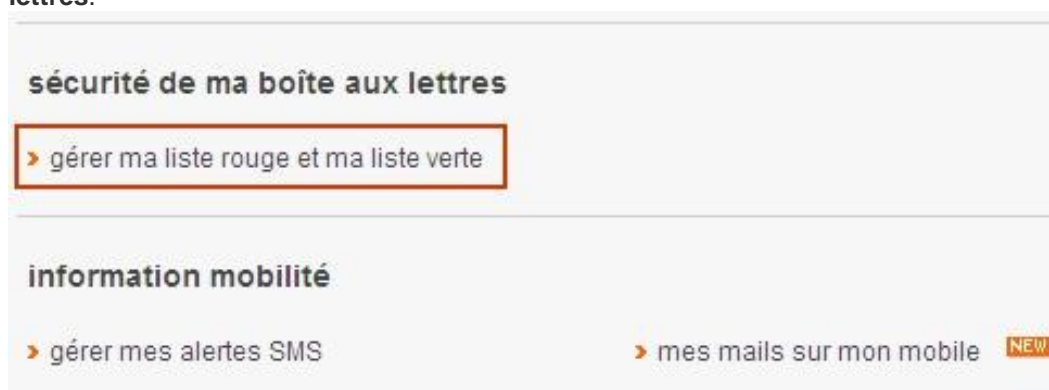 lettres.
sécurité de ma boîte aux lettres
gérer ma liste rouge et ma liste verte
information mobilité
gérer mes alertes SMS
mes mails sur mon mobile NEW